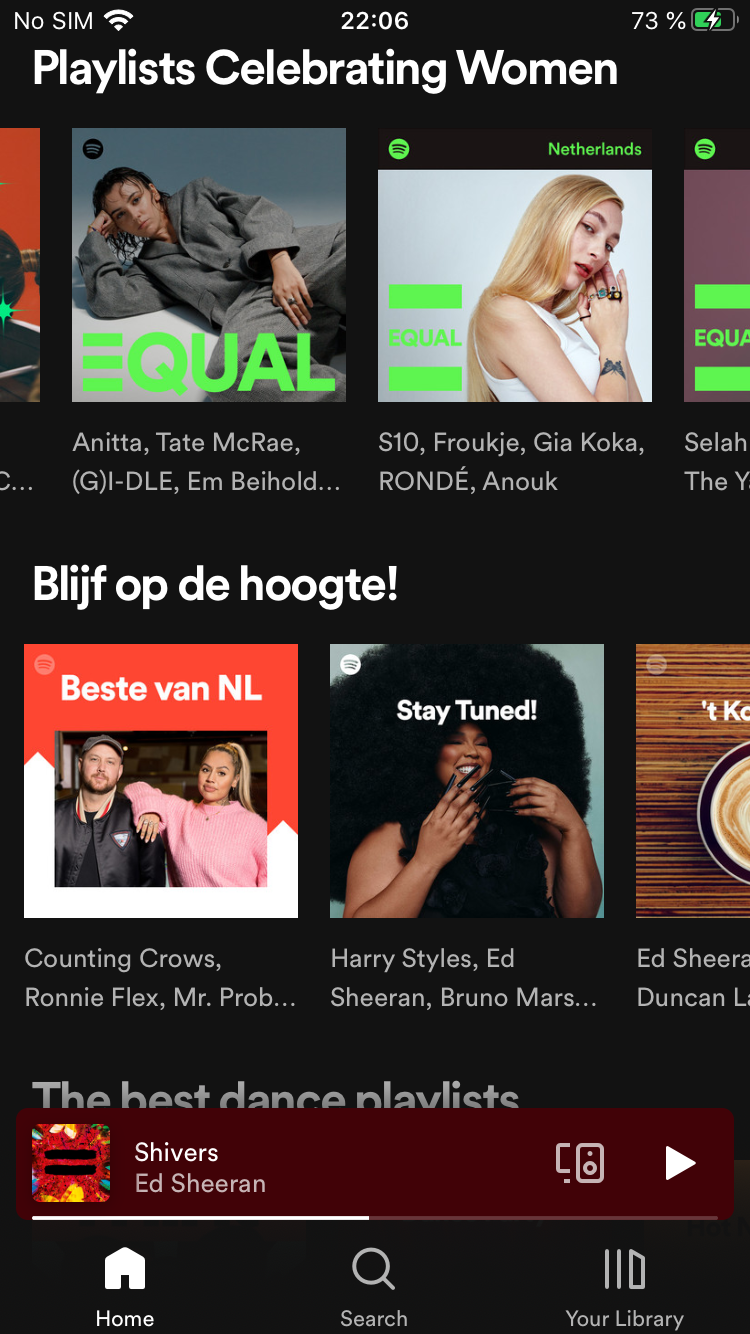 No SIM 22:06 73 %
Playlists Celebrating Women
Netherlands
EQUAL
EQUAL
EQUA
Anitta, Tate McRae,
(G)I-DLE, Em Beihold...
S10, Froukje, Gia Koka,
RONDÉ, Anouk
Selah
The Y
C...
Blijf op de hoogte!
Beste van NL
Stay Tuned!
't Ko
Counting Crows,
Ronnie Flex, Mr. Prob...
Harry Styles, Ed
Sheeran, Bruno Mars...
Ed Sheera
Duncan La
The best dance playlists
Shivers
Ed Sheeran
Home
Search
Your Library